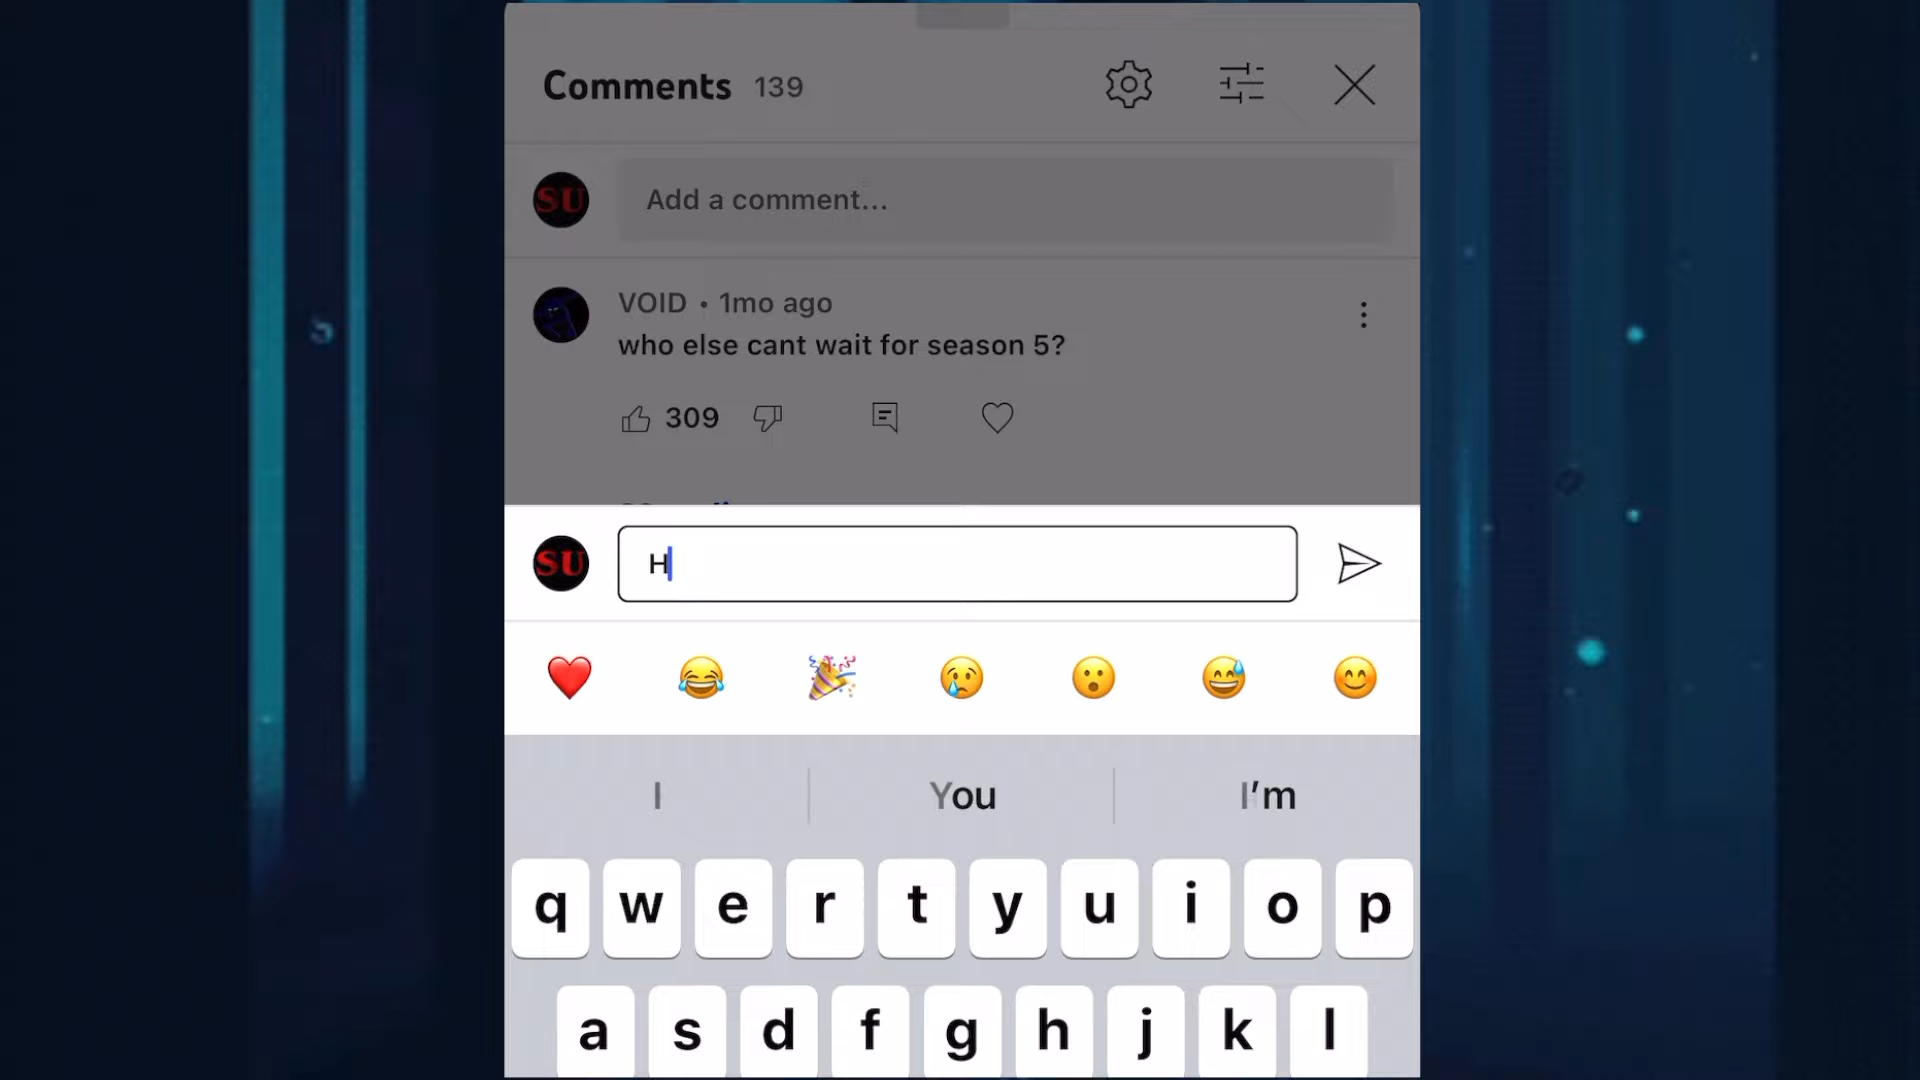 Comments 139
SU
Add a comment...
VOID • 1mo ago
who else cant wait for season 5?
309
SU
H
I You I'm
q w e r t y u i o p
a s d f g h j k l